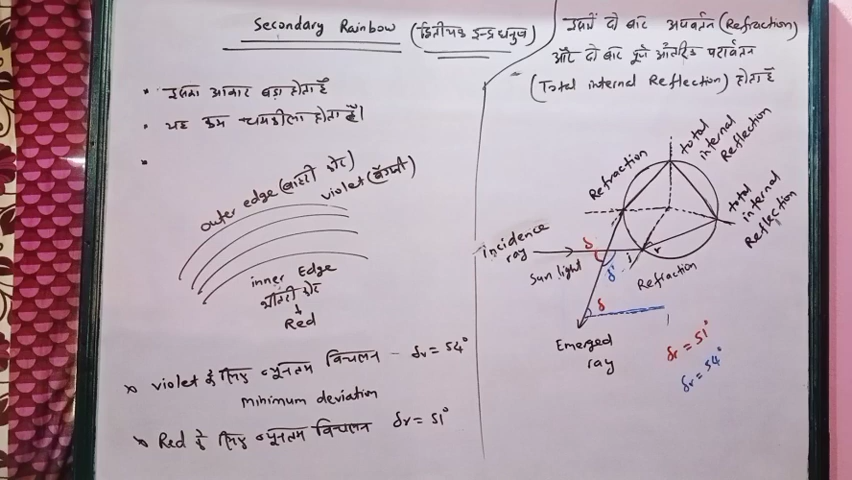 Secondary Rainbow (द्वितीयक इन्द्रधनुष)
• इसका आकार बड़ा होता है
• यह कम चमकीला होता है।
•
outer edge (बाहरी कोर)
violet (बैंगनी)
inner Edge
भीतरी कोर
↓
Red
× violet के लिए न्यूनतम विचलन - δv = 54°
minimum deviation
× Red के लिए न्यूनतम विचलन δr = 51°
इसमें दो बार अपवर्तन (Refraction)
और दो बार पूर्ण आंतरिक परावर्तन
(Total internal Reflection) होता है
Refraction
total internal Reflection
total internal Reflection
incidence ray
Sun light
δ
i
r
δ'
Refraction
δ
Emerged ray
δr = 51°
δv = 54°